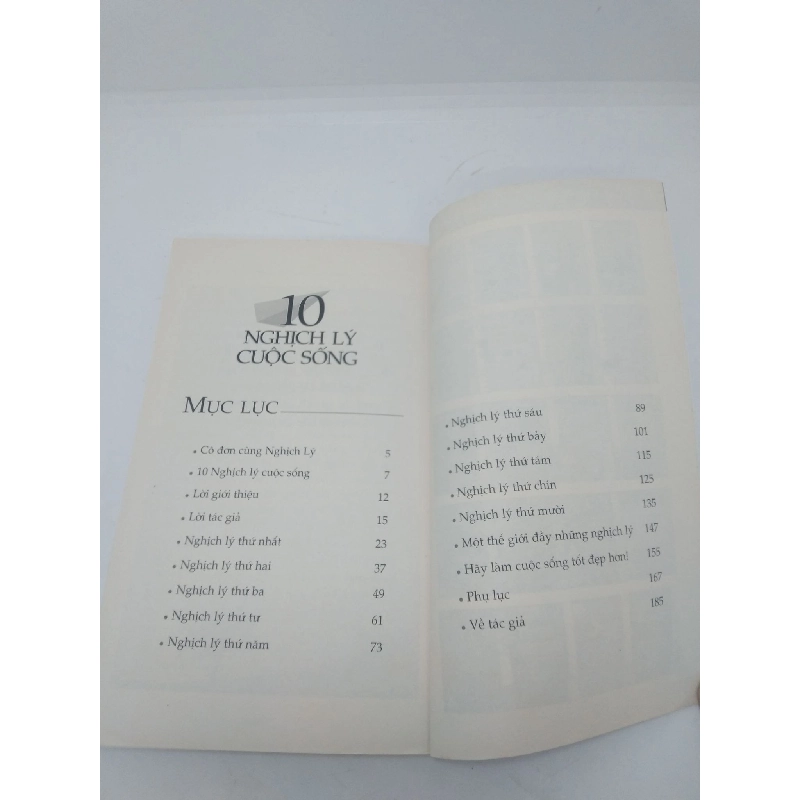 10
NGHỊCH LÝ
CUỘC SỐNG
MỤC LỤC
• Cô đơn cùng Nghịch Lý 5
• 10 Nghịch lý cuộc sống 7
• Lời giới thiệu 12
• Lời tác giả 15
• Nghịch lý thứ nhất 23
• Nghịch lý thứ hai 37
• Nghịch lý thứ ba 49
• Nghịch lý thứ tư 61
• Nghịch lý thứ năm 73
• Nghịch lý thứ sáu 89
• Nghịch lý thứ bảy 101
• Nghịch lý thứ tám 115
• Nghịch lý thứ chín 125
• Nghịch lý thứ mười 135
• Một thế giới đầy những nghịch lý 147
• Hãy làm cuộc sống tốt đẹp hơn! 155
• Phụ lục 167
• Về tác giả 185